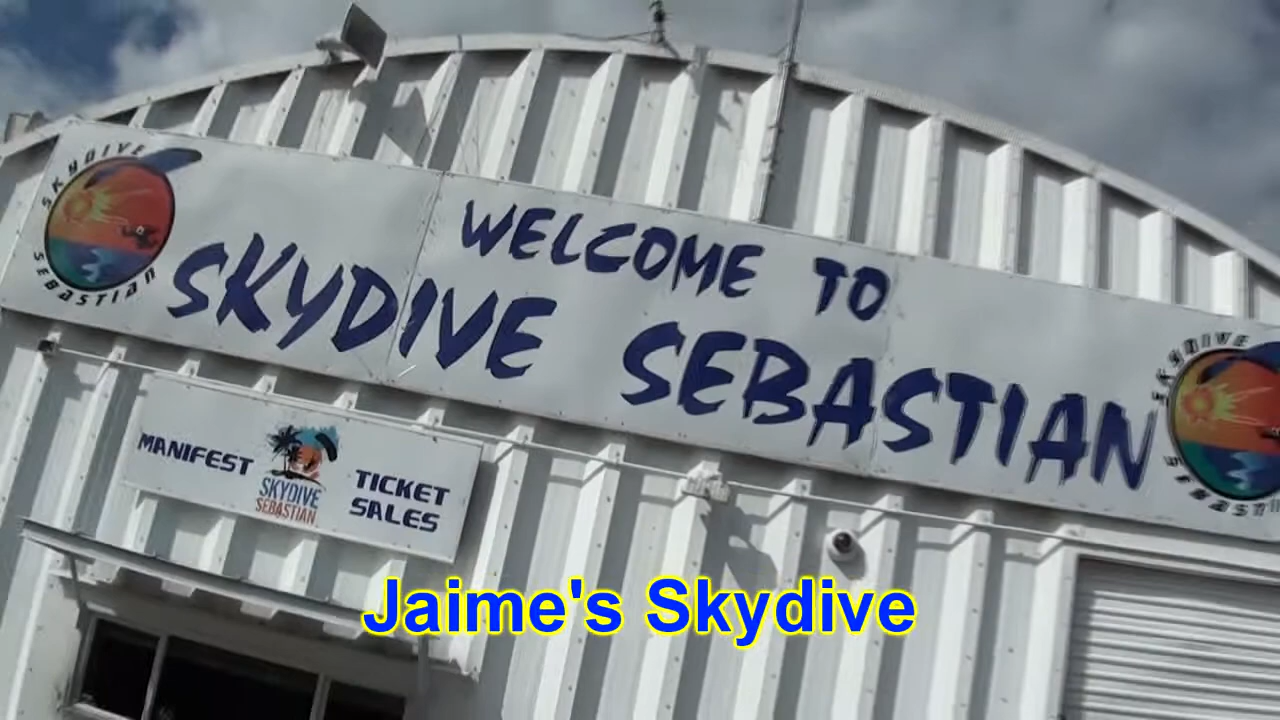 SKYDIVE
SEBASTIAN
WELCOME TO
SKYDIVE SEBASTIAN
SKYDIVE
SEBASTIAN
MANIFEST
SKYDIVE
SEBASTIAN
TICKET
SALES
Jaime's Skydive